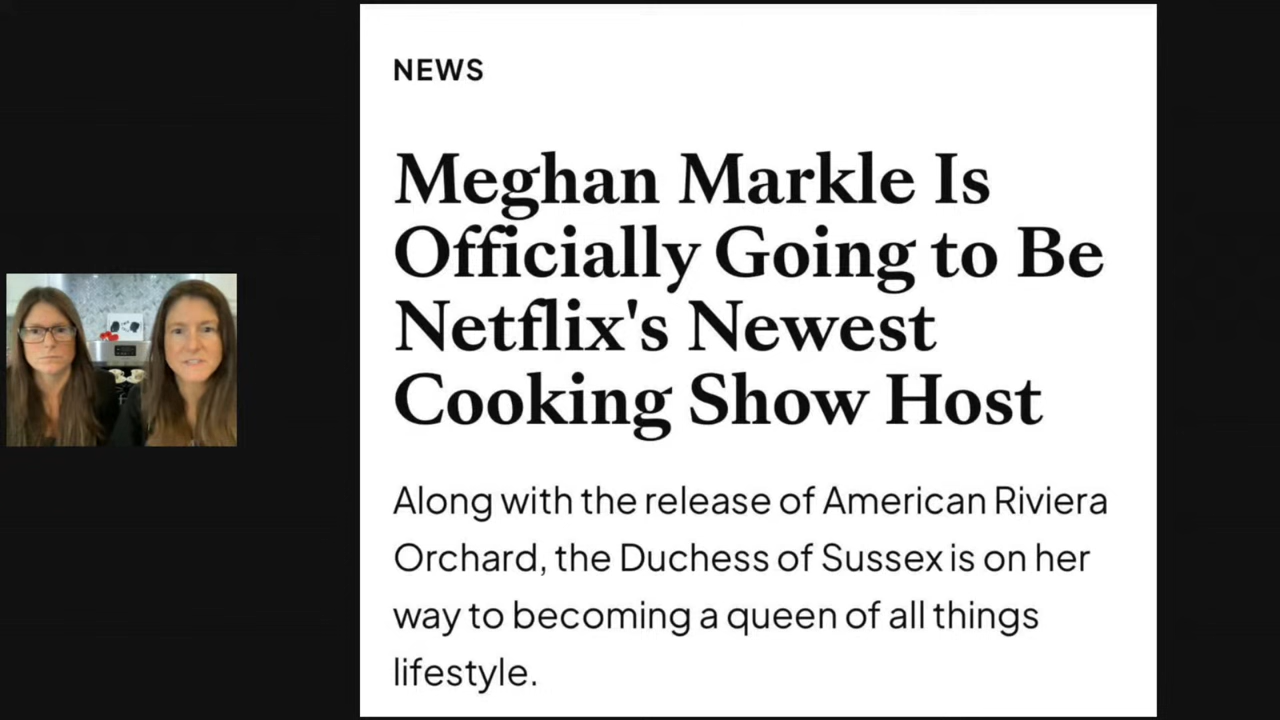 NEWS
Meghan Markle Is
Officially Going to Be
Netflix's Newest
Cooking Show Host
Along with the release of American Riviera
Orchard, the Duchess of Sussex is on her
way to becoming a queen of all things
lifestyle.